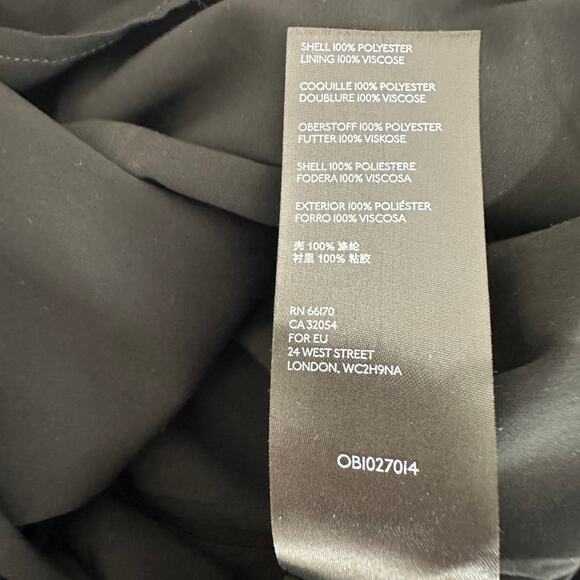 SHELL 100% POLYESTER
LINING 100% VISCOSE
COQUILLE 100% POLYESTER
DOUBLURE 100% VISCOSE
OBERSTOFF 100% POLYESTER
FUTTER 100% VISKOSE
SHELL 100% POLIESTERE
FODERA 100% VISCOSA
EXTERIOR 100% POLIÉSTER
FORRO 100% VISCOSA
壳 100% 涤纶
衬里 100% 粘胶
RN 66170
CA 32054
FOR EU
24 WEST STREET
LONDON, WC2H9NA
OB1027014